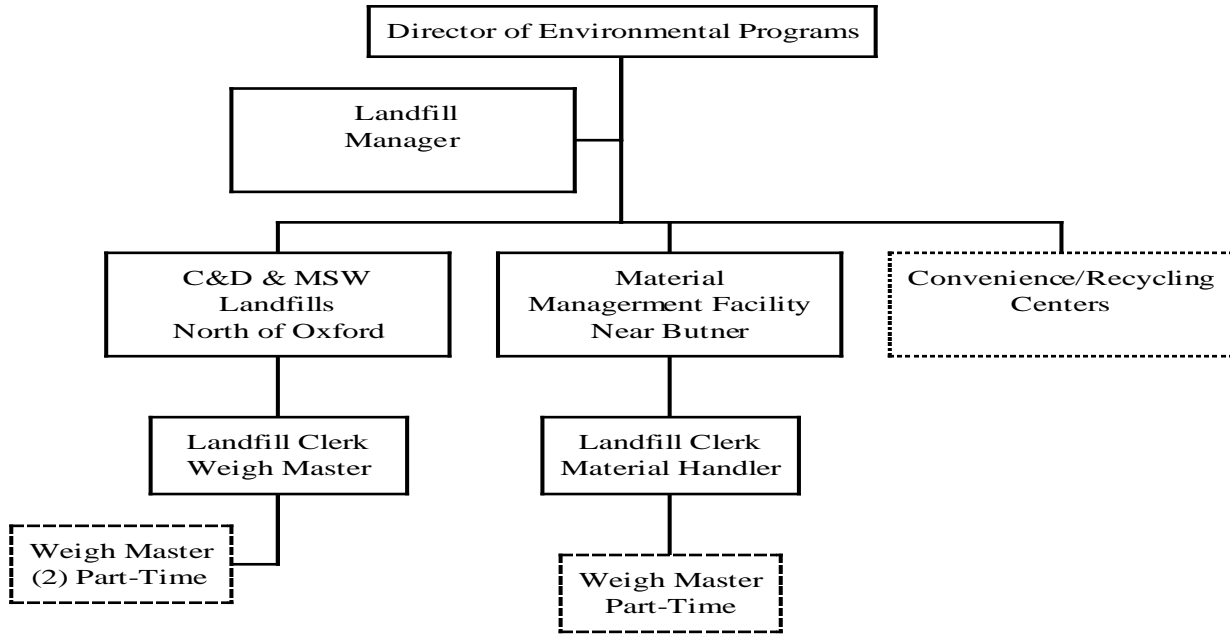 Director of Environmental Programs
Landfill
Manager
C&D & MSW
Landfills
North of Oxford
Material
Managerment Facility
Near Butner
Convenience/Recycling
Centers
Landfill Clerk
Weigh Master
Landfill Clerk
Material Handler
Weigh Master
(2) Part-Time
Weigh Master
Part-Time